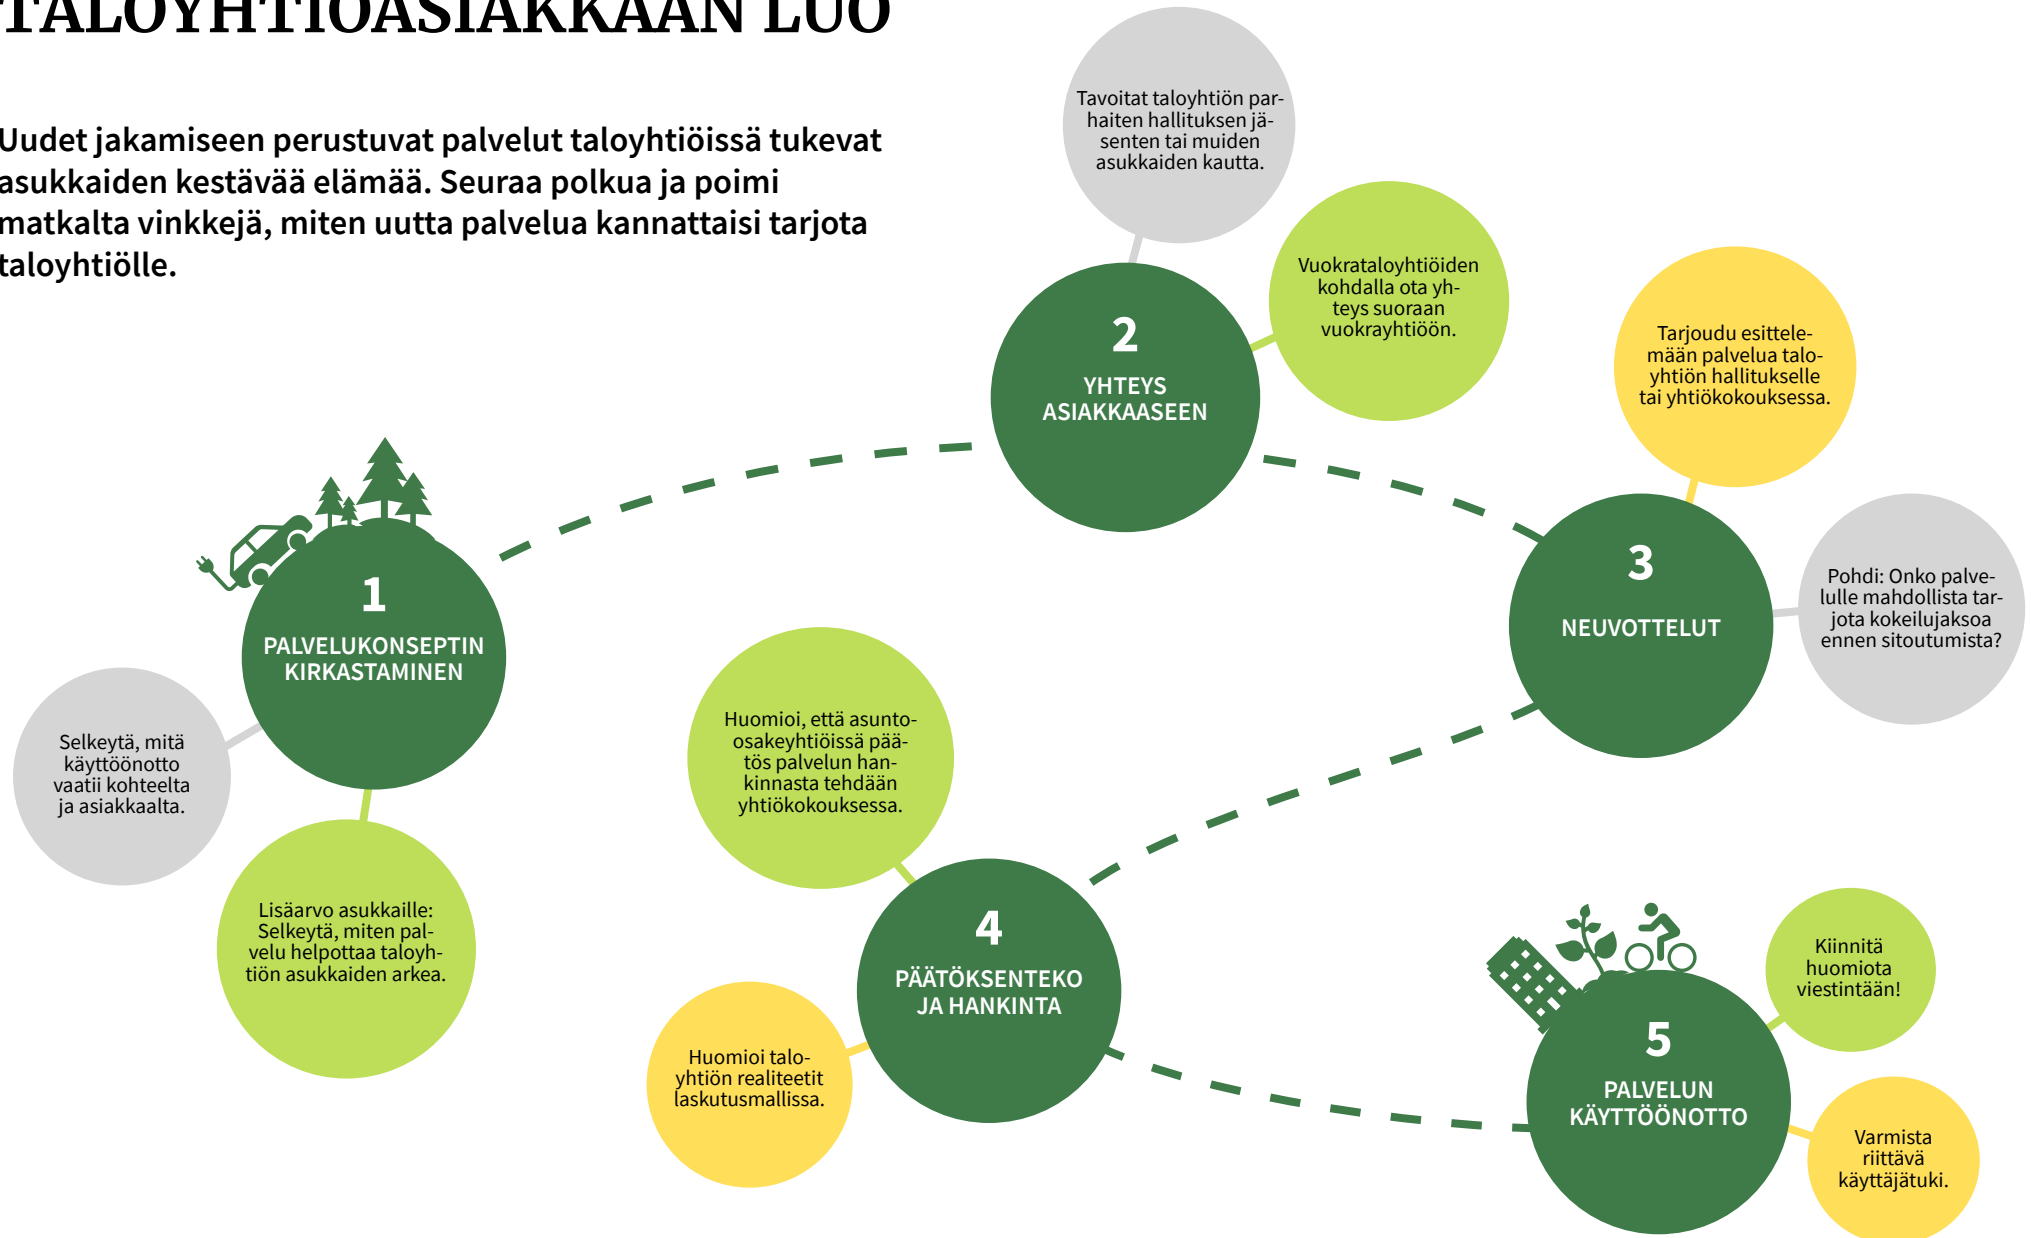 TALOYHTIÖASIAKKAAN LUO
Uudet jakamiseen perustuvat palvelut taloyhtiöissä tukevat
asukkaiden kestävää elämää. Seuraa polkua ja poimi
matkalta vinkkejä, miten uutta palvelua kannattaisi tarjota
taloyhtiölle.
1
PALVELUKONSEPTIN
KIRKASTAMINEN
Selkeytä, mitä
käyttöönotto
vaatii kohteelta
ja asiakkaalta.
Lisäarvo asukkaille:
Selkeytä, miten pal-
velu helpottaa taloyh-
tiön asukkaiden arkea.
2
YHTEYS
ASIAKKAASEEN
Tavoitat taloyhtiön par-
haiten hallituksen jä-
senten tai muiden
asukkaiden kautta.
Vuokrataloyhtiöiden
kohdalla ota yh-
teys suoraan
vuokrayhtiöön.
3
NEUVOTTELUT
Tarjoudu esittele-
mään palvelua talo-
yhtiön hallitukselle
tai yhtiökokouksessa.
Pohdi: Onko palve-
lulle mahdollista tar-
jota kokeilujaksoa
ennen sitoutumista?
4
PÄÄTÖKSENTEKO
JA HANKINTA
Huomioi, että asunto-
osakeyhtiöissä pää-
tös palvelun han-
kinnasta tehdään
yhtiökokouksessa.
Huomioi talo-
yhtiön realiteetit
laskutusmallissa.
5
PALVELUN
KÄYTTÖÖNOTTO
Kiinnitä
huomiota
viestintään!
Varmista
riittävä
käyttäjätuki.